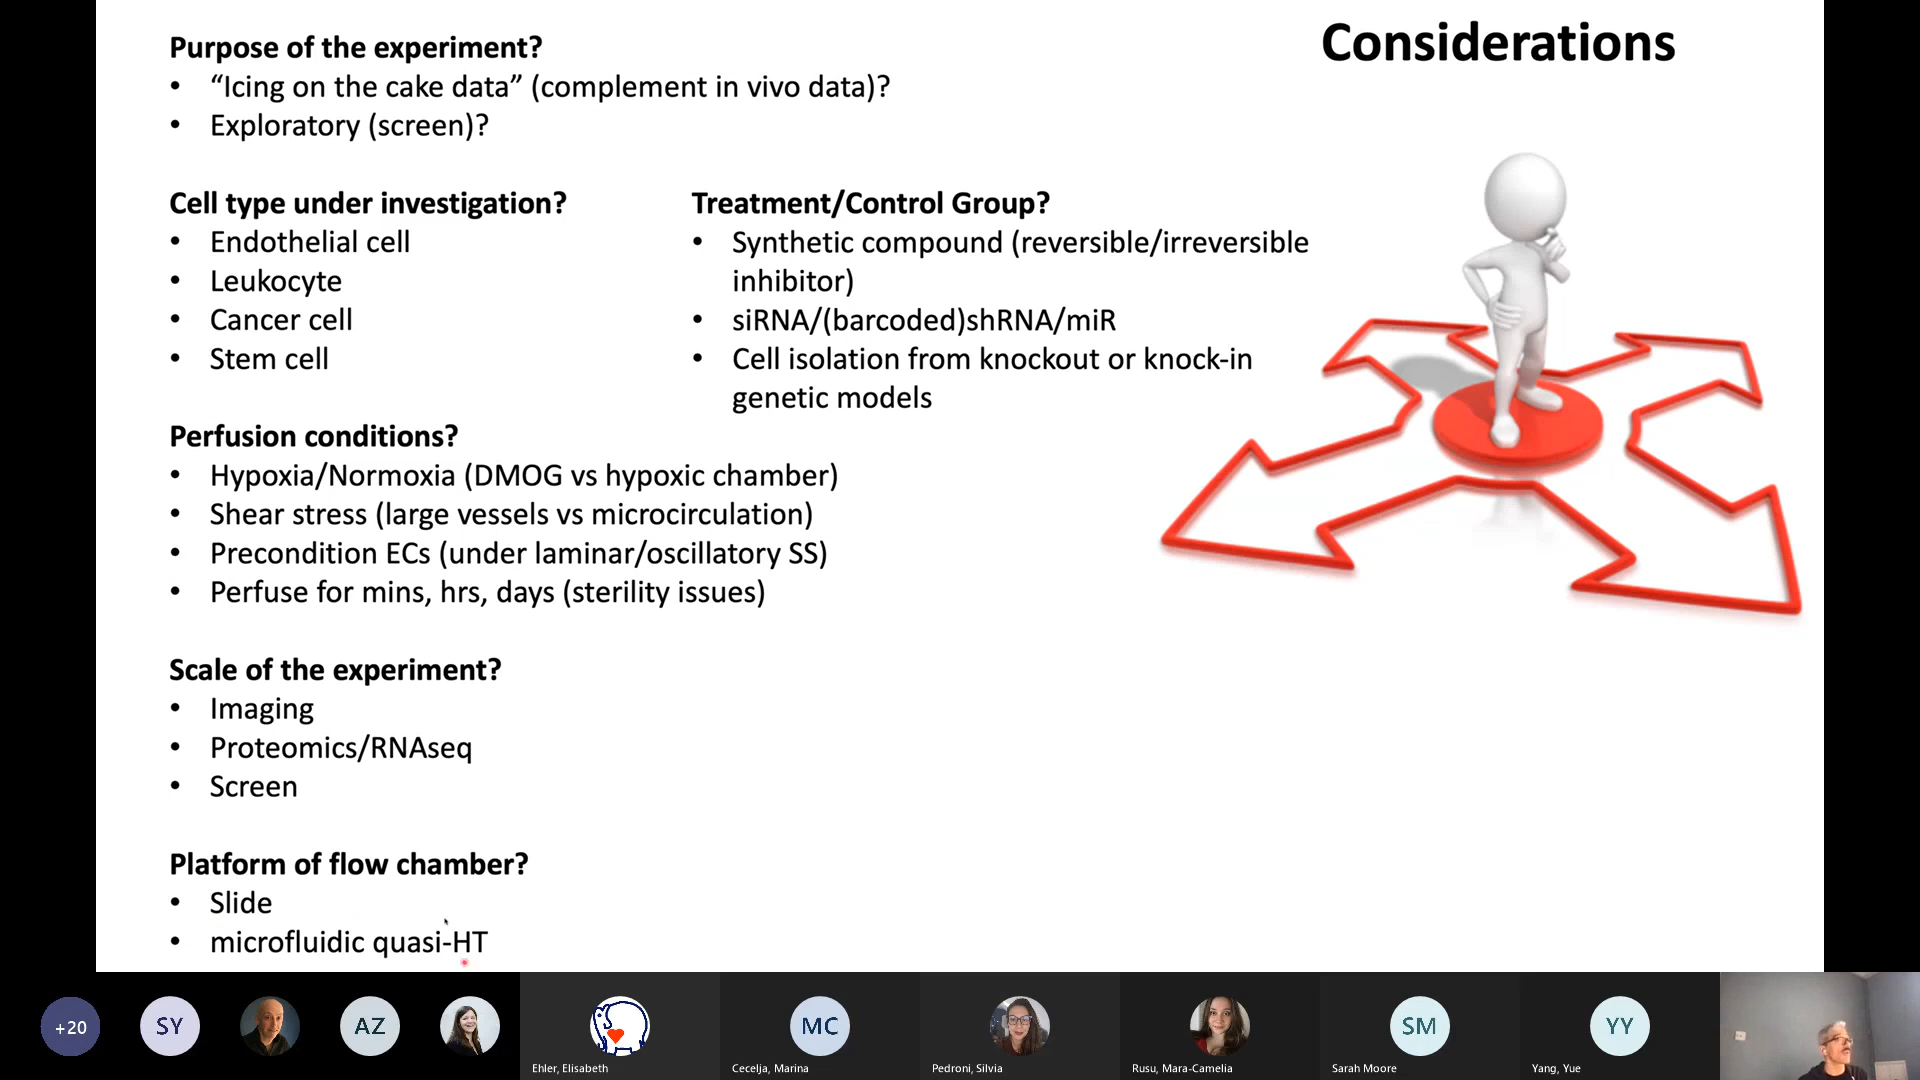 Considerations
Purpose of the experiment?
• “Icing on the cake data” (complement in vivo data)?
• Exploratory (screen)?
Cell type under investigation?
• Endothelial cell
• Leukocyte
• Cancer cell
• Stem cell
Treatment/Control Group?
• Synthetic compound (reversible/irreversible
inhibitor)
• siRNA/(barcoded)shRNA/miR
• Cell isolation from knockout or knock-in
genetic models
Perfusion conditions?
• Hypoxia/Normoxia (DMOG vs hypoxic chamber)
• Shear stress (large vessels vs microcirculation)
• Precondition ECs (under laminar/oscillatory SS)
• Perfuse for mins, hrs, days (sterility issues)
Scale of the experiment?
• Imaging
• Proteomics/RNAseq
• Screen
Platform of flow chamber?
• Slide
• microfluidic quasi-HT
+20
SY
AZ
MC
SM
YY
Ehler, Elisabeth
Cecelja, Marina
Pedroni, Silvia
Rusu, Mara-Camelia
Sarah Moore
Yang, Yue